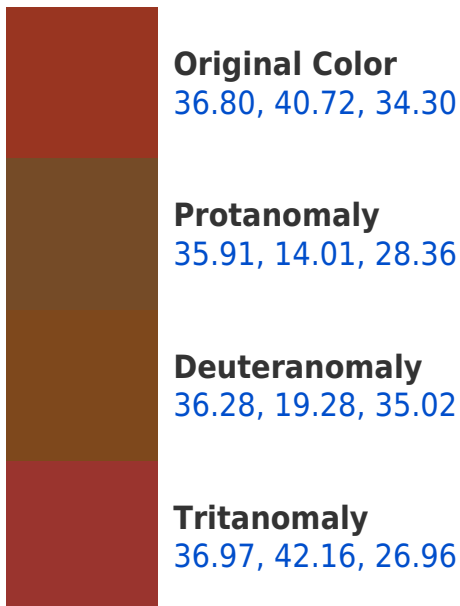 Original Color
36.80, 40.72, 34.30
Protanomaly
35.91, 14.01, 28.36
Deuteranomaly
36.28, 19.28, 35.02
Tritanomaly
36.97, 42.16, 26.96